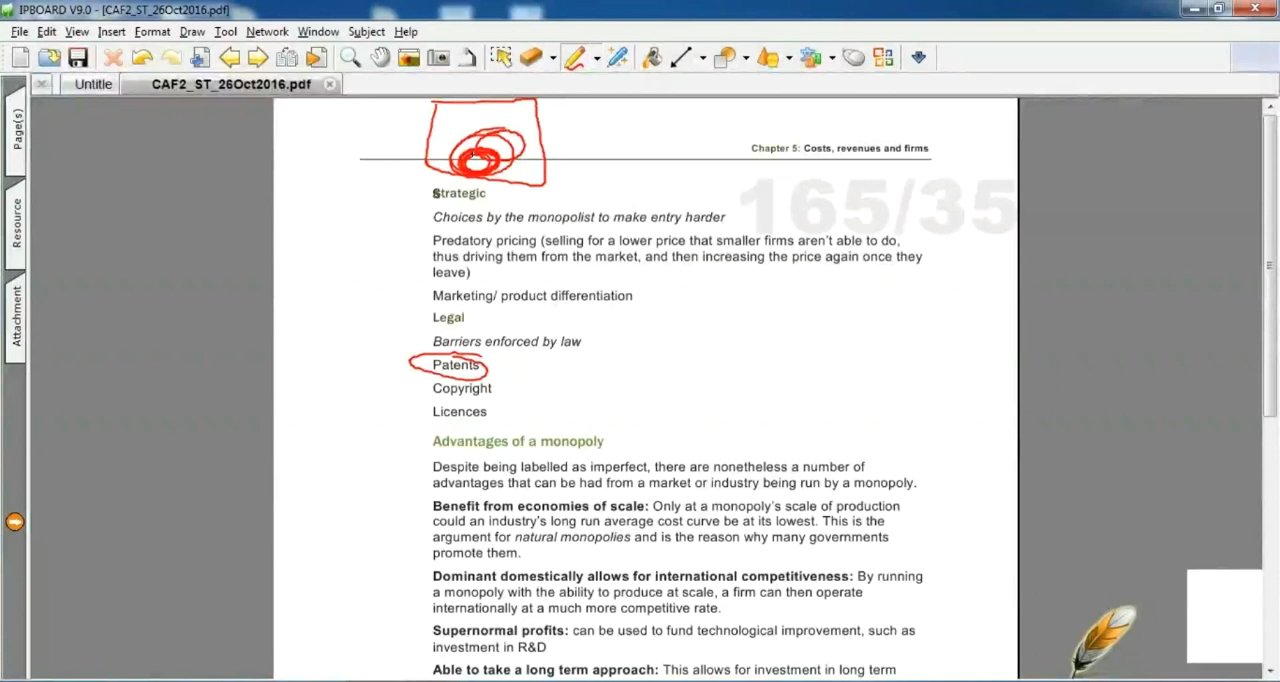 IPBOARD V9.0 - [CAF2_ST_26Oct2016.pdf]
File Edit View Insert Format Draw Tool Network Window Subject Help
Untitle CAF2_ST_26Oct2016.pdf
Page(s)
Resource
Attachment
Chapter 5: Costs, revenues and firms
165/35
Strategic
Choices by the monopolist to make entry harder
Predatory pricing (selling for a lower price that smaller firms aren't able to do,
thus driving them from the market, and then increasing the price again once they
leave)
Marketing/ product differentiation
Legal
Barriers enforced by law
Patents
Copyright
Licences
Advantages of a monopoly
Despite being labelled as imperfect, there are nonetheless a number of
advantages that can be had from a market or industry being run by a monopoly.
Benefit from economies of scale: Only at a monopoly's scale of production
could an industry's long run average cost curve be at its lowest. This is the
argument for natural monopolies and is the reason why many governments
promote them.
Dominant domestically allows for international competitiveness: By running
a monopoly with the ability to produce at scale, a firm can then operate
internationally at a much more competitive rate.
Supernormal profits: can be used to fund technological improvement, such as
investment in R&D
Able to take a long term approach: This allows for investment in long term